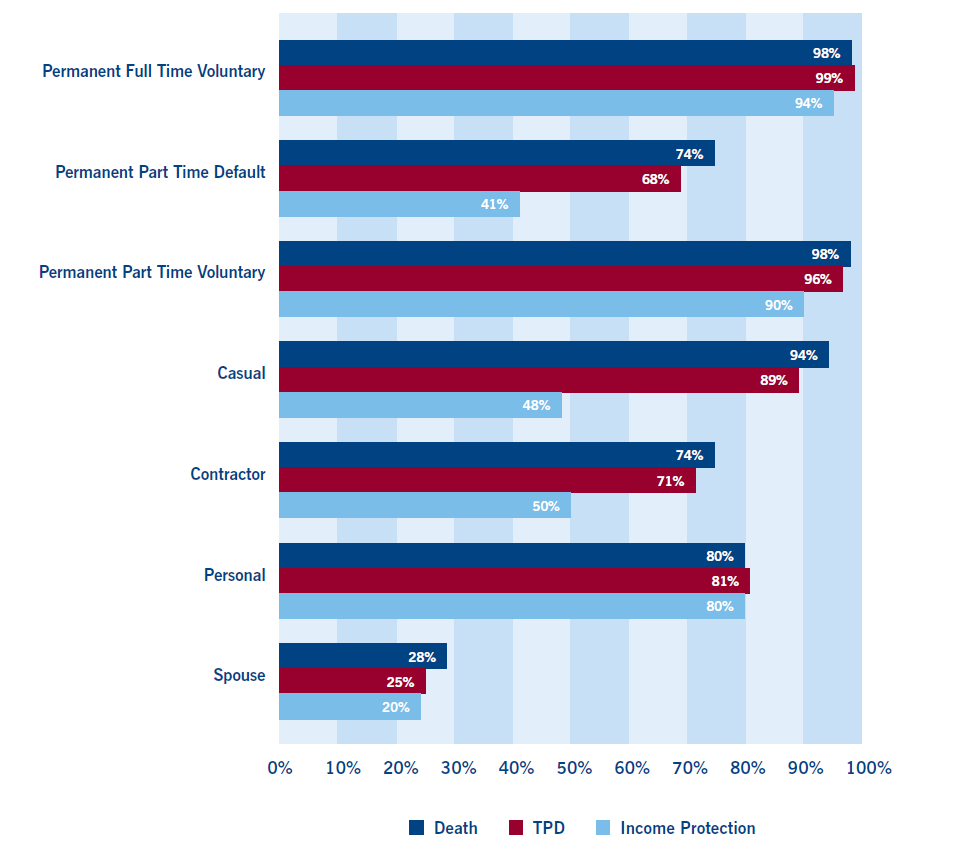 Permanent Full Time Voluntary
98%
99%
94%
Permanent Part Time Default
74%
68%
41%
Permanent Part Time Voluntary
98%
96%
90%
Casual
94%
89%
48%
Contractor
74%
71%
50%
Personal
80%
81%
80%
Spouse
28%
25%
20%
0% 10% 20% 30% 40% 50% 60% 70% 80% 90% 100%
Death TPD Income Protection